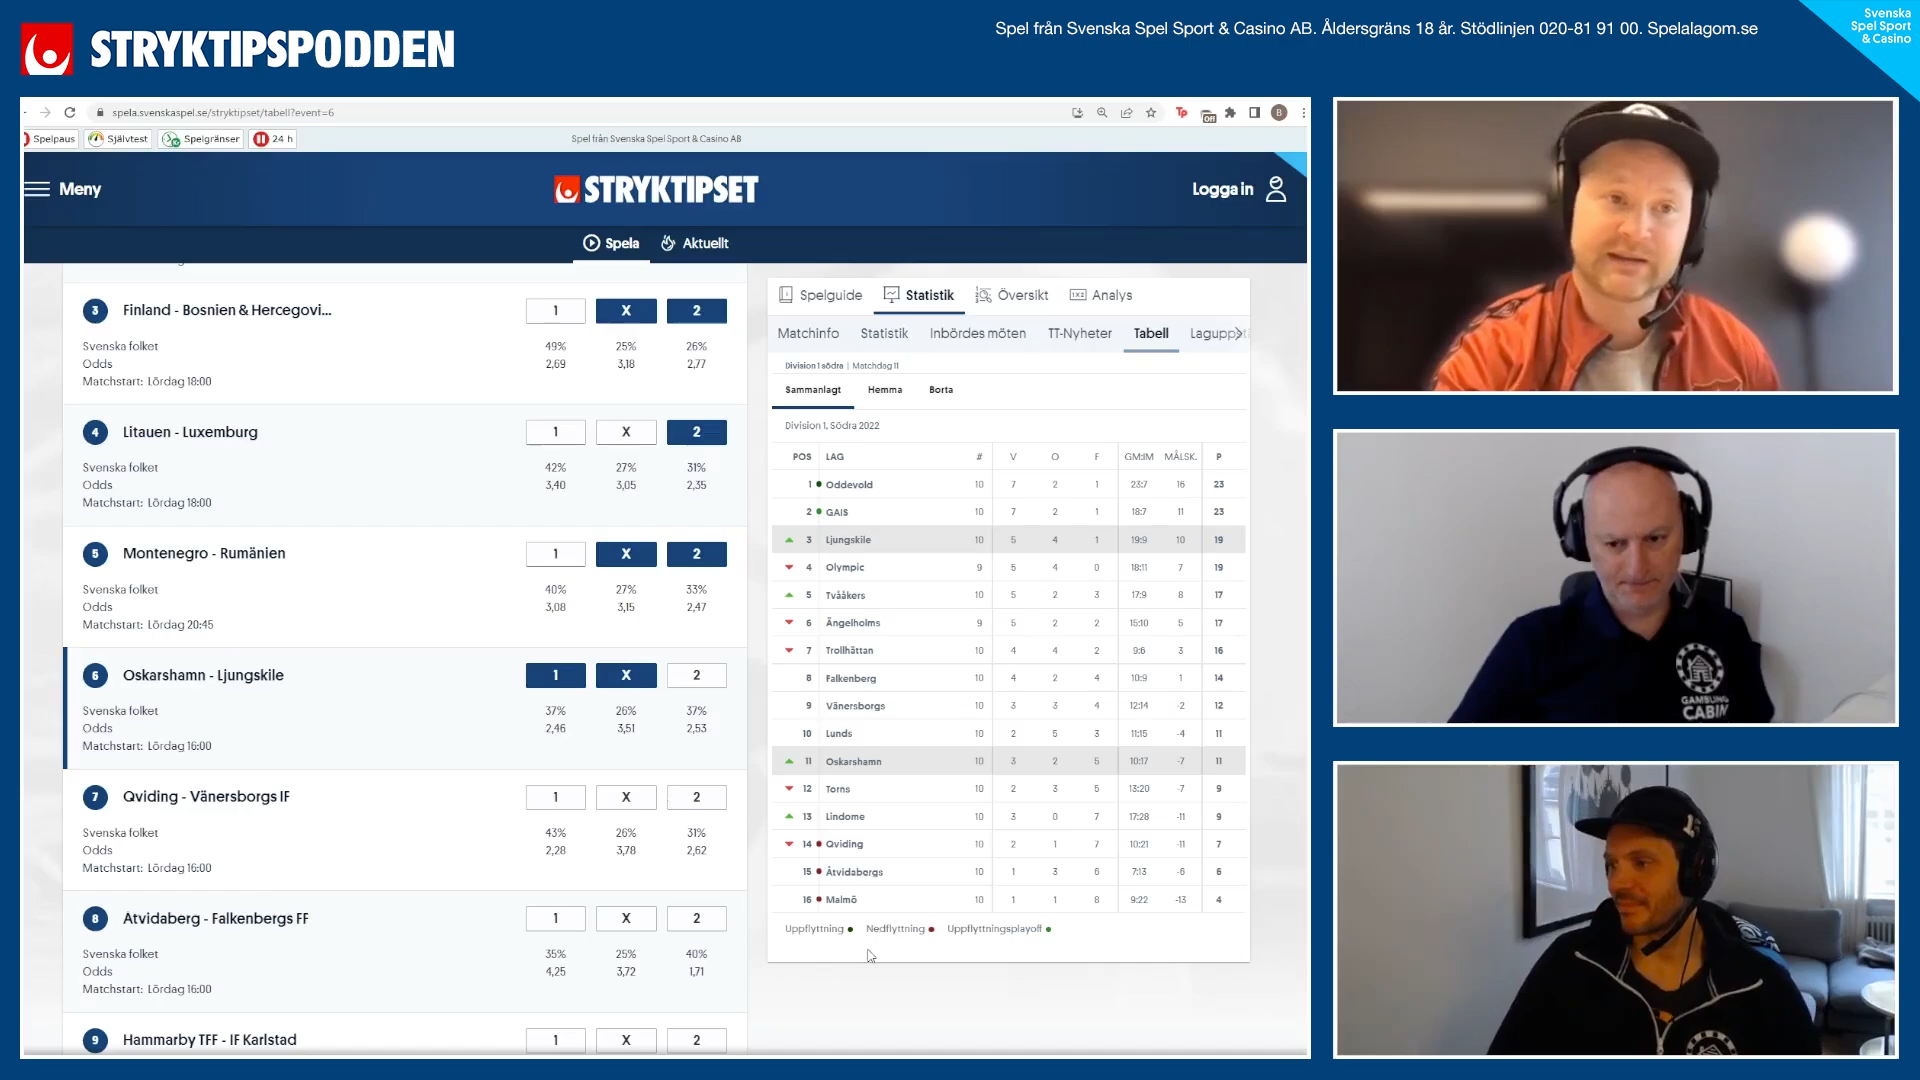 STRYKTIPSPODDEN
Spel från Svenska Spel Sport & Casino AB. Åldersgräns 18 år. Stödlinjen 020-81 91 00. Spelalagom.se
Svenska
Spel Sport
& Casino
spela.svenskaspel.se/stryktipset/tabell?event=6
Tp
Off
B
Spelpaus
Självtest
Spelgränser
24 h
Spel från Svenska Spel Sport & Casino AB
Meny
STRYKTIPSET
Logga in
Spela
Aktuellt
3 Finland - Bosnien & Hercegovi... 1 X 2
Svenska folket 49% 25% 26%
Odds 2,69 3,18 2,77
Matchstart: Lördag 18:00
4 Litauen - Luxemburg 1 X 2
Svenska folket 42% 27% 31%
Odds 3,40 3,05 2,35
Matchstart: Lördag 18:00
5 Montenegro - Rumänien 1 X 2
Svenska folket 40% 27% 33%
Odds 3,08 3,15 2,47
Matchstart: Lördag 20:45
6 Oskarshamn - Ljungskile 1 X 2
Svenska folket 37% 26% 37%
Odds 2,46 3,51 2,53
Matchstart: Lördag 16:00
7 Qviding - Vänersborgs IF 1 X 2
Svenska folket 43% 26% 31%
Odds 2,28 3,78 2,62
Matchstart: Lördag 16:00
8 Åtvidaberg - Falkenbergs FF 1 X 2
Svenska folket 35% 25% 40%
Odds 4,25 3,72 1,71
Matchstart: Lördag 16:00
9 Hammarby TFF - IF Karlstad 1 X 2
Spelguide Statistik Översikt 1X2 Analys
Matchinfo Statistik Inbördes möten TT-Nyheter Tabell
Division 1 södra | Matchdag 11
Sammanlagt Hemma Borta
Division 1, Södra 2022
POS LAG # V O F GM:IM MÅLSK. P
1 Oddevold 10 7 2 1 23:7 16 23
2 GAIS 10 7 2 1 18:7 11 23
3 Ljungskile 10 5 4 1 19:9 10 19
4 Olympic 9 5 4 0 18:11 7 19
5 Tvååkers 10 5 2 3 17:9 8 17
6 Ängelholms 9 5 2 2 15:10 5 17
7 Trollhättan 10 4 4 2 9:6 3 16
8 Falkenberg 10 4 2 4 10:9 1 14
9 Vänersborgs 10 3 3 4 12:14 -2 12
10 Lunds 10 2 5 3 11:15 -4 11
11 Oskarshamn 10 3 2 5 10:17 -7 11
12 Torns 10 2 3 5 13:20 -7 9
13 Lindome 10 3 0 7 17:28 -11 9
14 Qviding 10 2 1 7 10:21 -11 7
15 Åtvidabergs 10 1 3 6 7:13 -6 6
16 Malmö 10 1 1 8 9:22 -13 4
Uppflyttning Nedflyttning Uppflyttningsplayoff
GAMBLING
CABIN